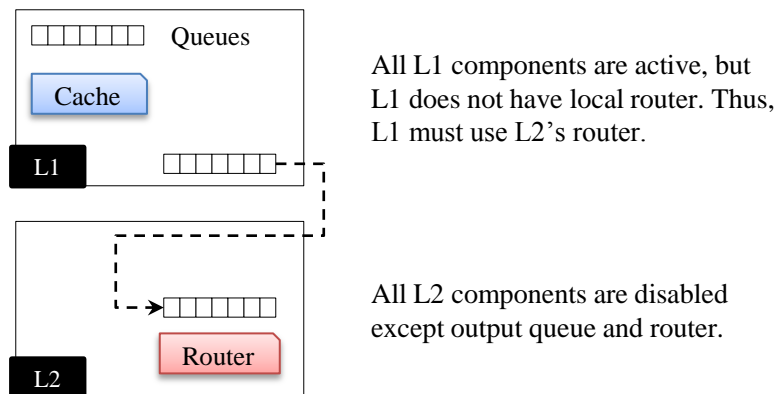 Queues
Cache
L1
All L1 components are active, but
L1 does not have local router. Thus,
L1 must use L2’s router.
Router
L2
All L2 components are disabled
except output queue and router.